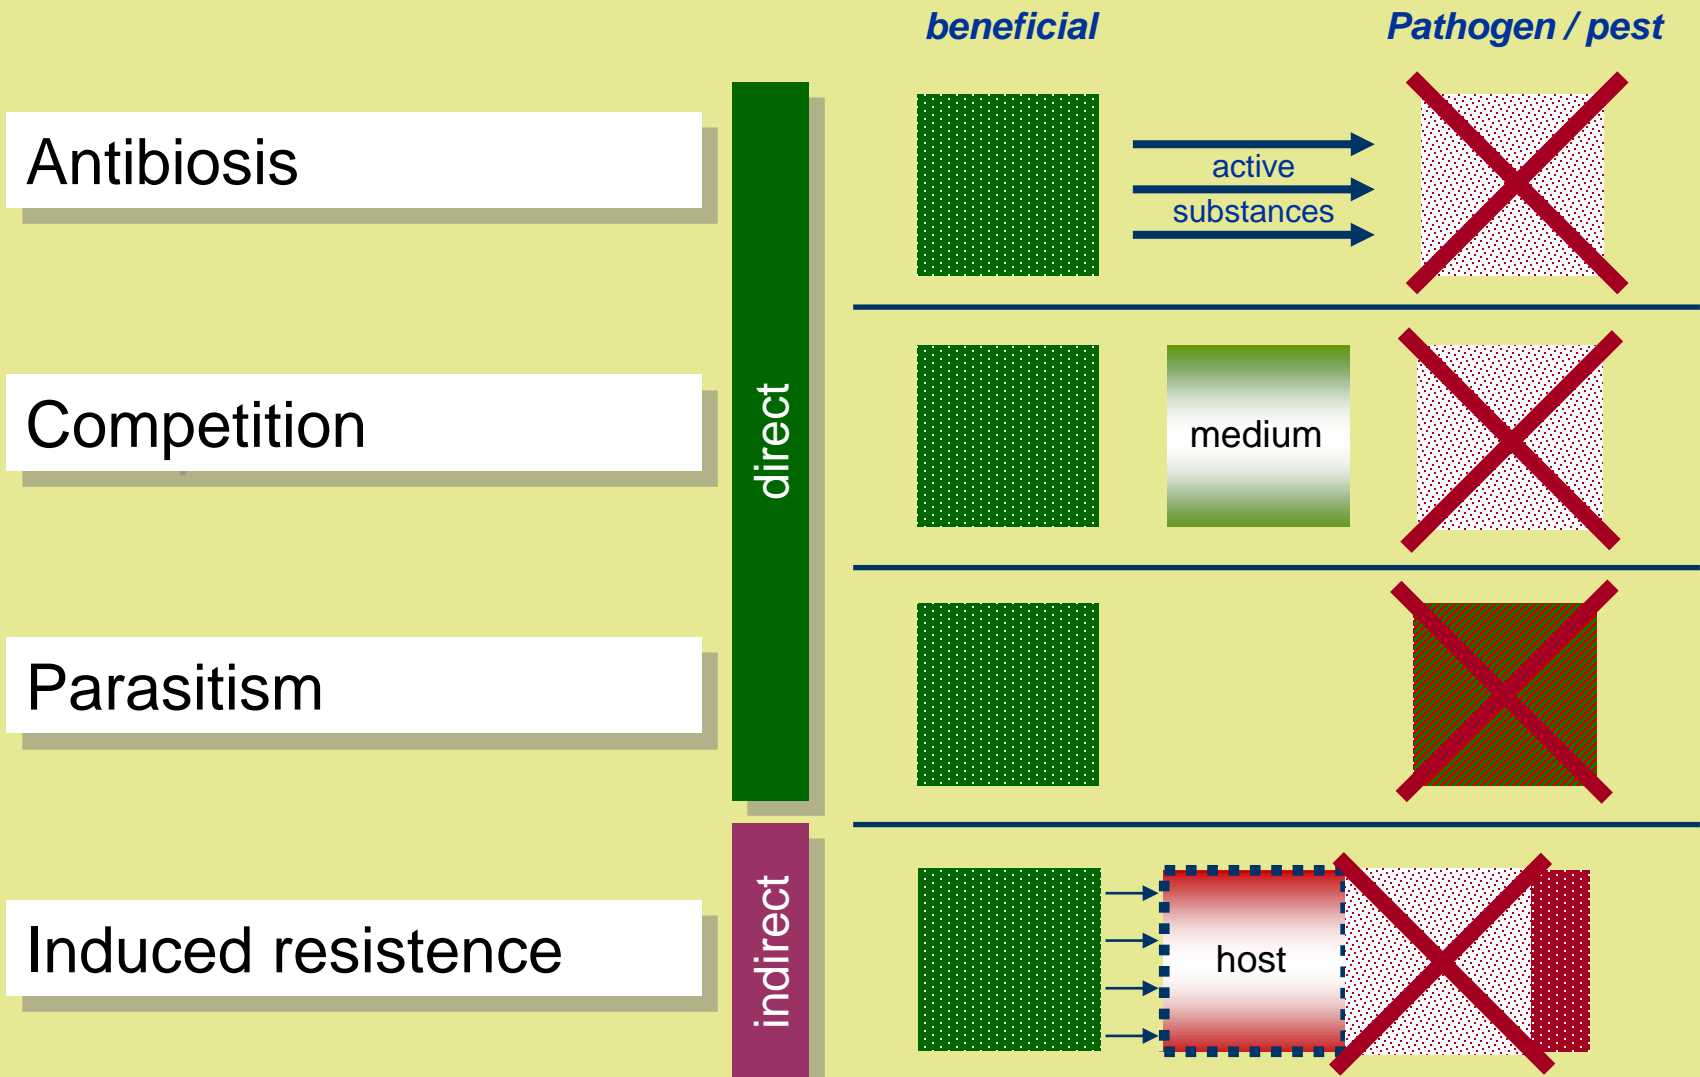 beneficial
Pathogen / pest
Antibiosis
active
substances
Competition
direct
medium
Parasitism
Induced resistence
indirect
host